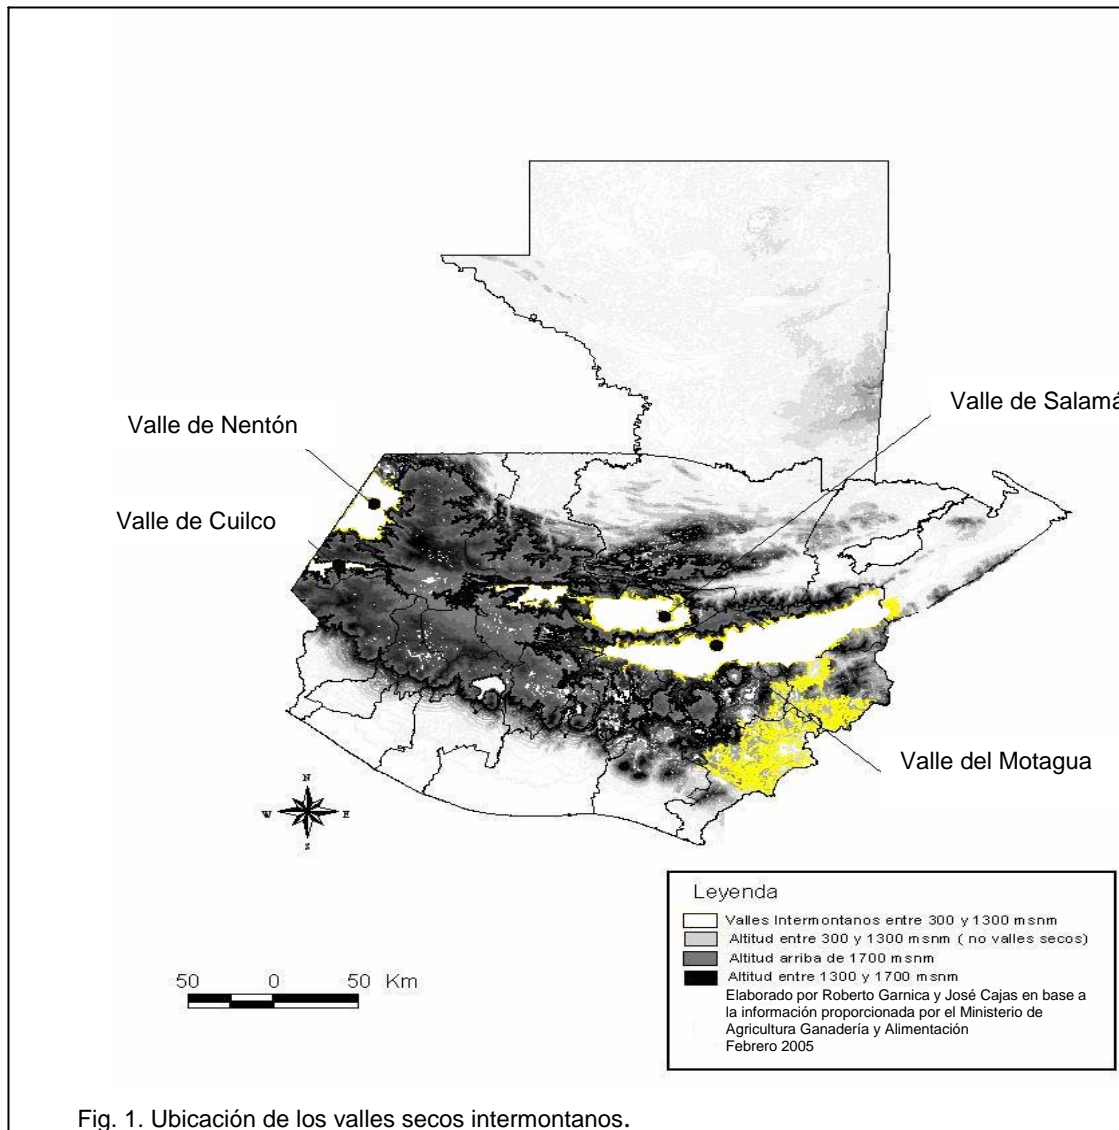 Valle de Nentón
Valle de Salamá
Valle de Cuilco
Valle del Motagua
N
W E
S
50 0 50 Km
Leyenda
Valles Intermontanos entre 300 y 1300 msnm
Altitud entre 300 y 1300 msnm ( no valles secos)
Altitud arriba de 1700 msnm
Altitud entre 1300 y 1700 msnm
Elaborado por Roberto Garnica y José Cajas en base a
la información proporcionada por el Ministerio de
Agricultura Ganadería y Alimentación
Febrero 2005
Fig. 1. Ubicación de los valles secos intermontanos.